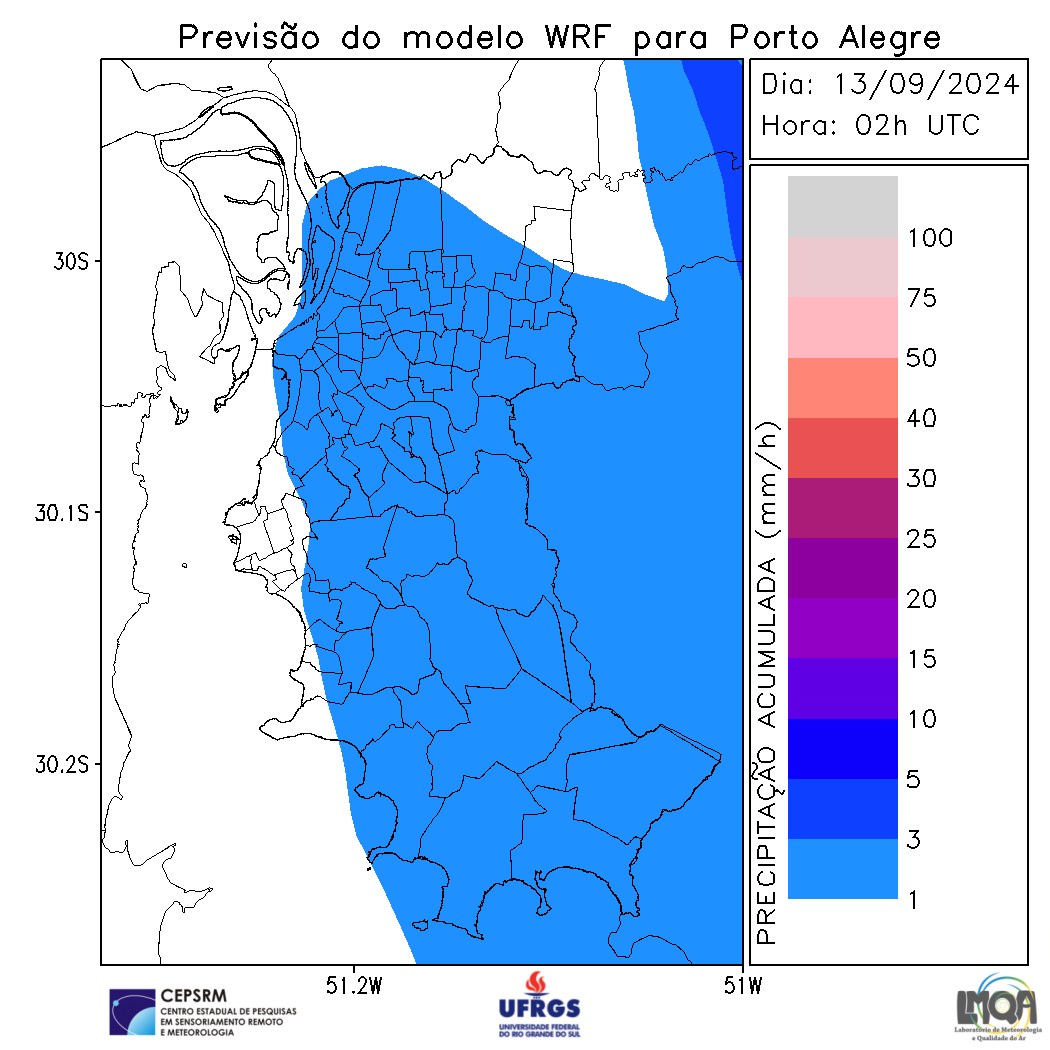 Previsão do modelo WRF para Porto Alegre
Dia: 13/09/2024
Hora: 02h UTC
30S
30.1S
30.2S
51.2W
51W
PRECIPITAÇÃO ACUMULADA (mm/h)
100
75
50
40
30
25
20
15
10
5
3
1
CEPSRM
CENTRO ESTADUAL DE PESQUISAS
EM SENSORIAMENTO REMOTO
E METEOROLOGIA
UFRGS
UNIVERSIDADE FEDERAL
DO RIO GRANDE DO SUL
LMQA
Laboratório de Meteorologia
e Qualidade do Ar